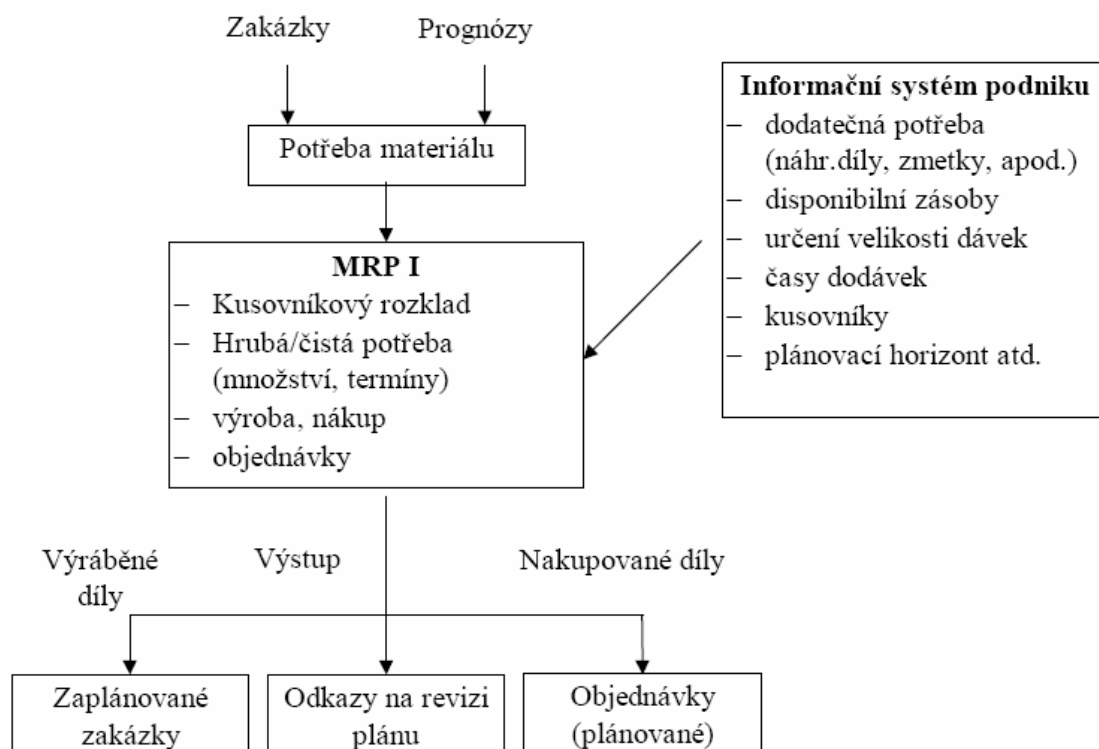 Zakázky
Prognózy
Potřeba materiálu
Informační systém podniku
– dodatečná potřeba
(náhr.díly, zmetky, apod.)
– disponibilní zásoby
– určení velikosti dávek
– časy dodávek
– kusovníky
– plánovací horizont atd.
MRP I
– Kusovníkový rozklad
– Hrubá/čistá potřeba
(množství, termíny)
– výroba, nákup
– objednávky
Výráběné
díly
Výstup
Nakupované díly
Zaplánované
zakázky
Odkazy na revizi
plánu
Objednávky
(plánované)